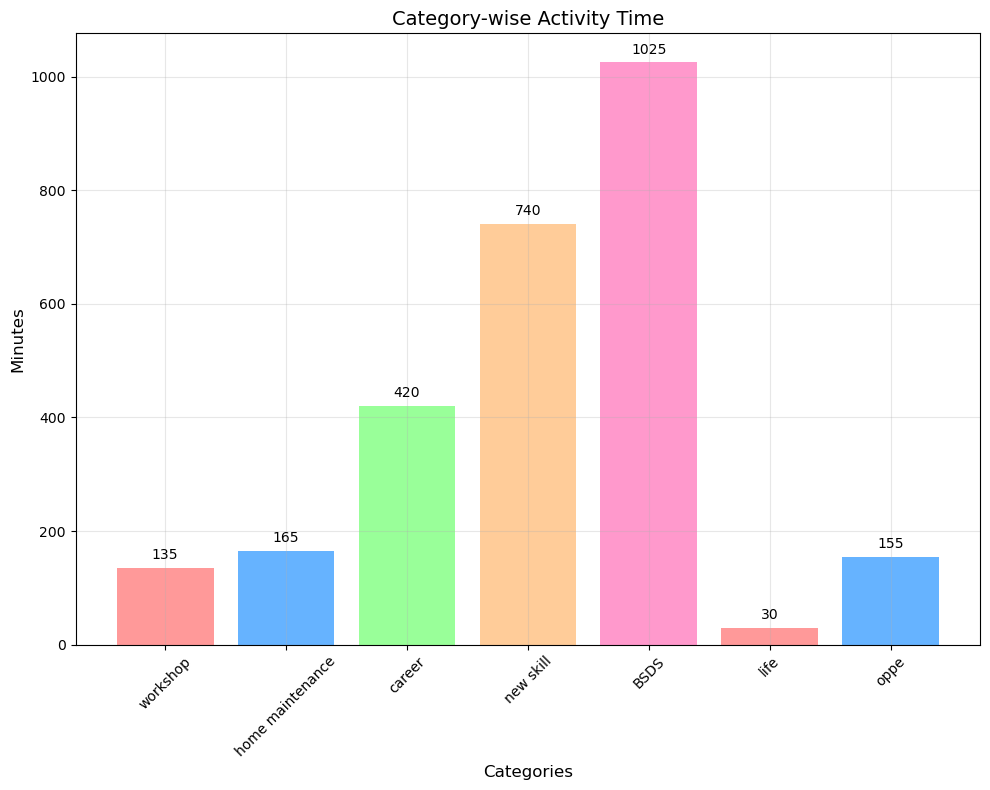 Category-wise Activity Time
Minutes
1000
800
600
400
200
0
135
165
420
740
1025
30
155
workshop
home maintenance
career
new skill
BSDS
life
oppe
Categories